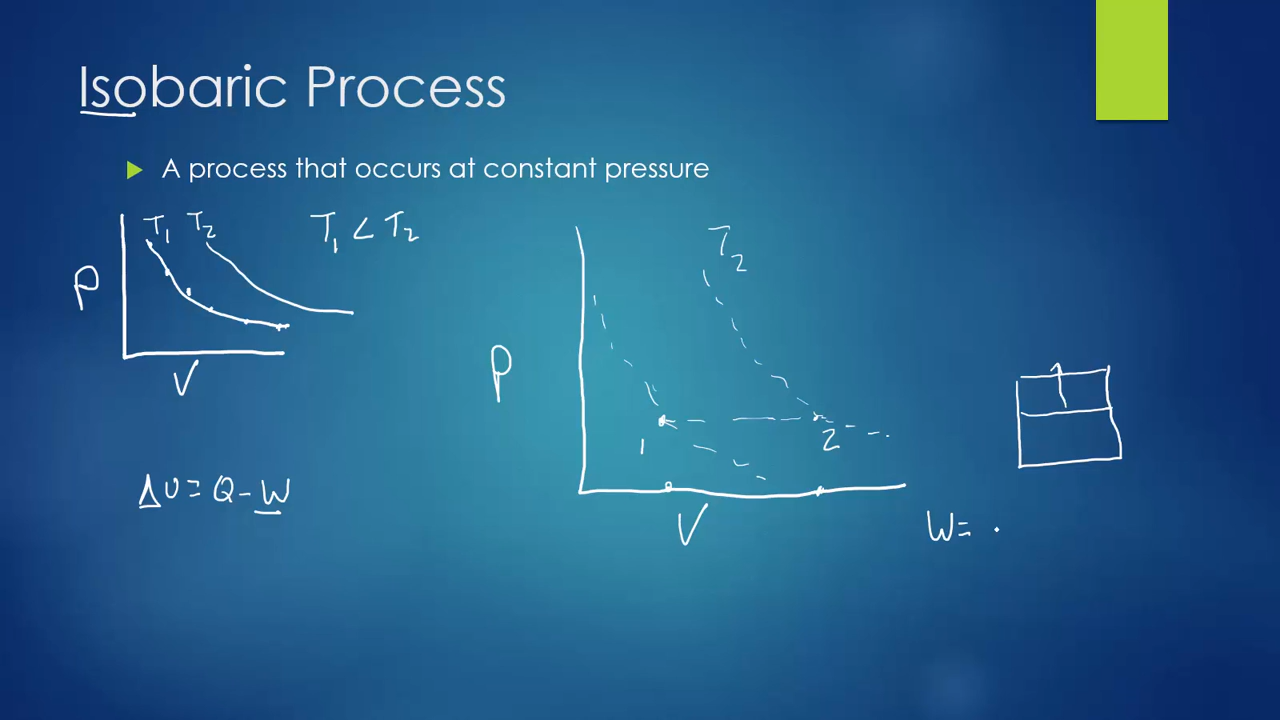 Isobaric Process
A process that occurs at constant pressure
T₁ T₂
T₁ < T₂
P
V
ΔU = Q - W
T₂
P
1
2
V
W = .